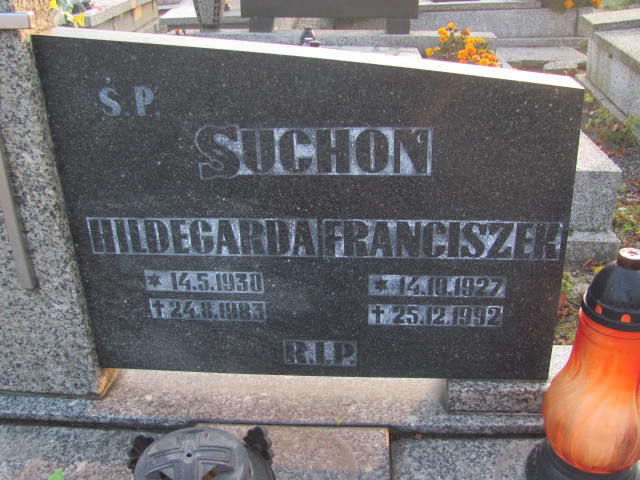 S.P.
SUCHOŃ
HILDEGARDA FRANCISZEK
* 14.5.1930 * 14.10.1927
✝ 24.8.1983 ✝ 25.12.1992
R.I.P.